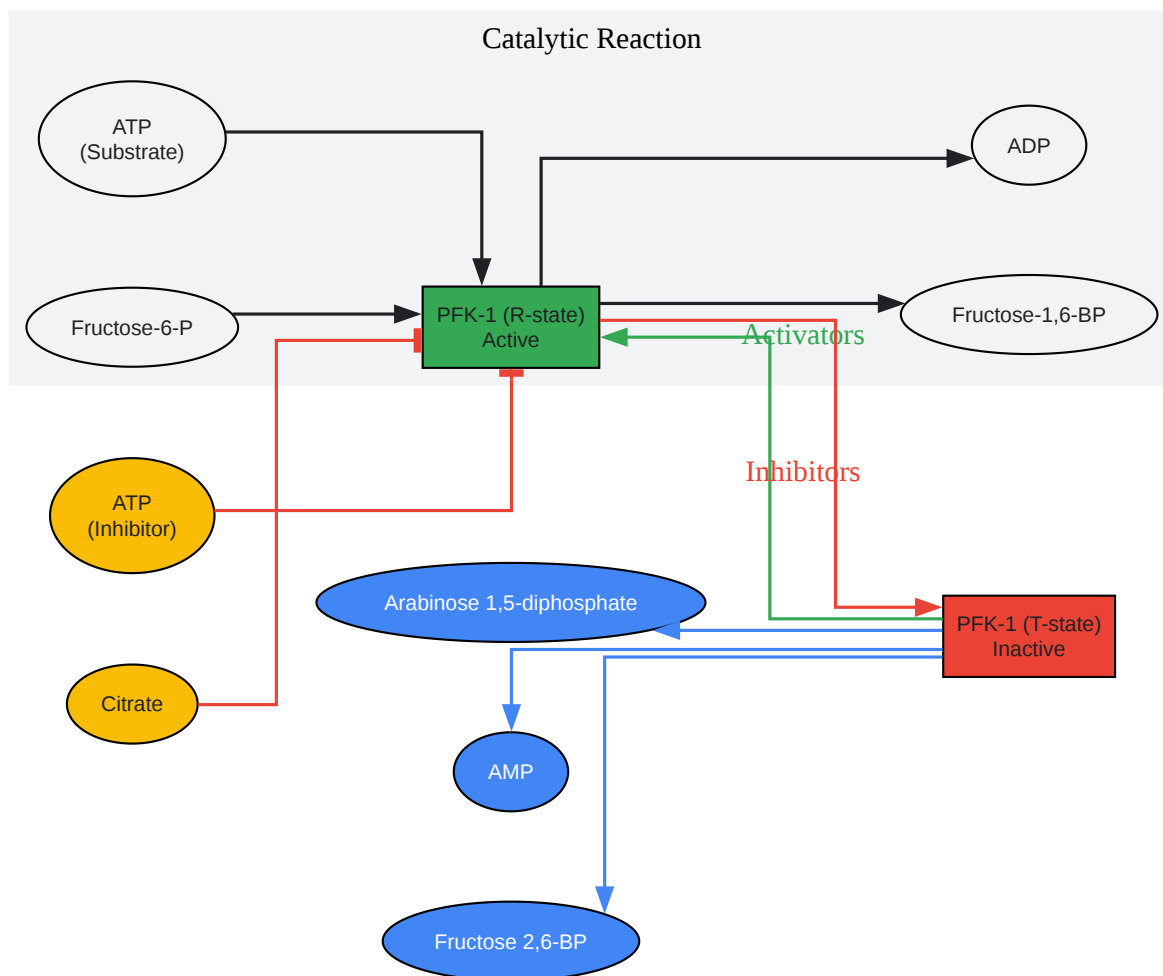 Catalytic Reaction
ATP
(Substrate)
ADP
Fructose-6-P
PFK-1 (R-state)
Active
Fructose-1,6-BP
Activators
Inhibitors
ATP
(Inhibitor)
Arabinose 1,5-diphosphate
PFK-1 (T-state)
Inactive
Citrate
AMP
Fructose 2,6-BP